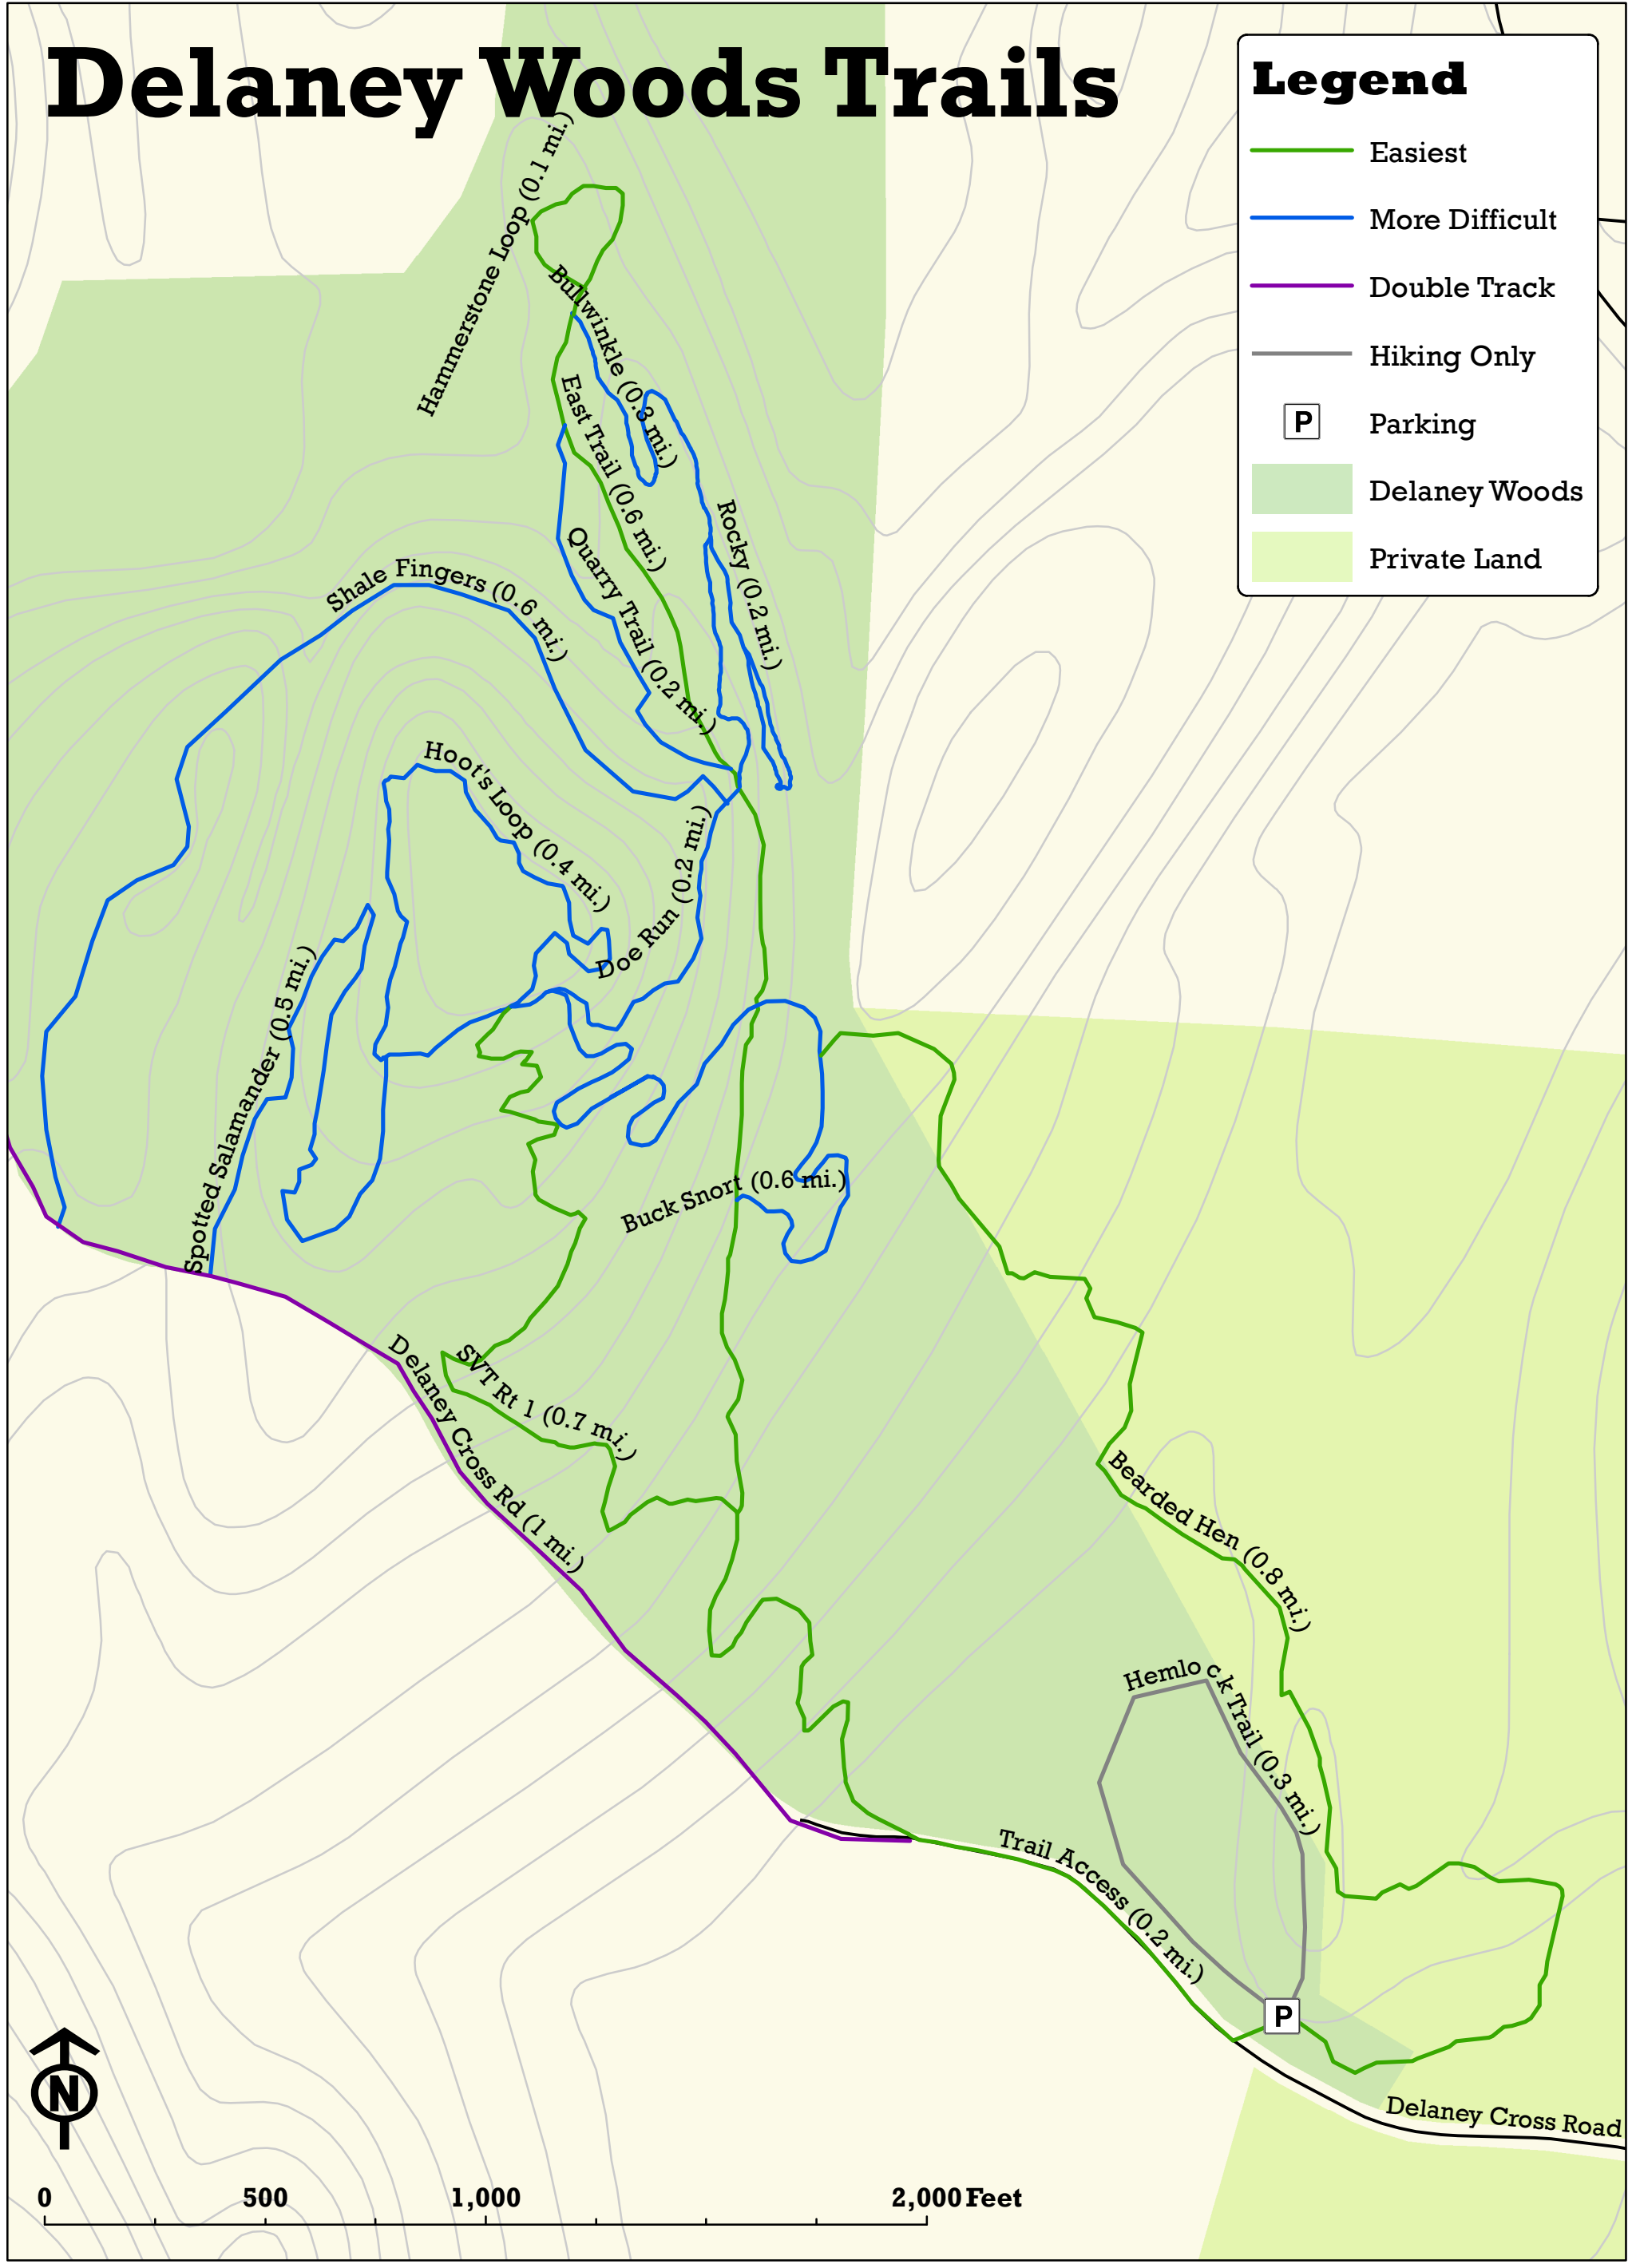 Delaney Woods Trails
Legend
Easiest
More Difficult
Double Track
Hiking Only
P
Parking
Delaney Woods
Private Land
Hammerstone Loop (0.1 mi.)
Bullwinkle (0.3 mi.)
East Trail (0.6 mi.)
Rocky (0.2 mi.)
Quarry Trail (0.2 mi.)
Shale Fingers (0.6 mi.)
Hoot's Loop (0.4 mi.)
Doe Run (0.2 mi.)
Spotted Salamander (0.5 mi.)
Buck Snort (0.6 mi.)
SVT Rt 1 (0.7 mi.)
Delaney Cross Rd (1 mi.)
Bearded Hen (0.8 mi.)
Hemlock Trail (0.3 mi.)
Trail Access (0.2 mi.)
P
Delaney Cross Road
N
0 500 1,000 2,000 Feet